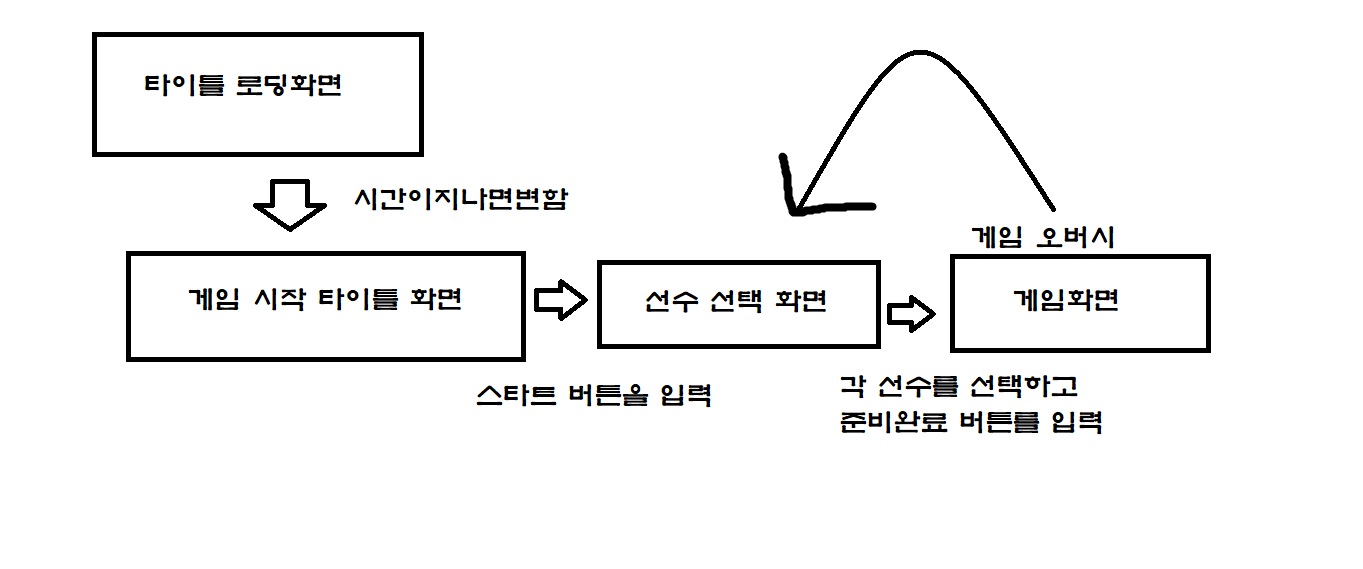 타이틀 로딩화면
시간이지나면변함
게임 오버시
게임 시작 타이틀 화면
선수 선택 화면
게임화면
스타트 버튼을 입력
각 선수를 선택하고
준비완료 버튼를 입력